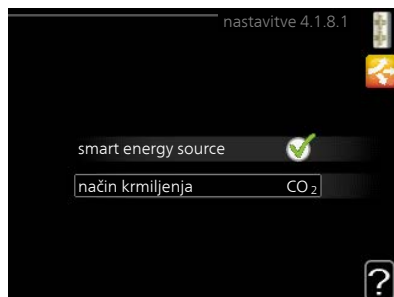 nastavitve 4.1.8.1
smart energy source
način krmiljenja CO₂
?